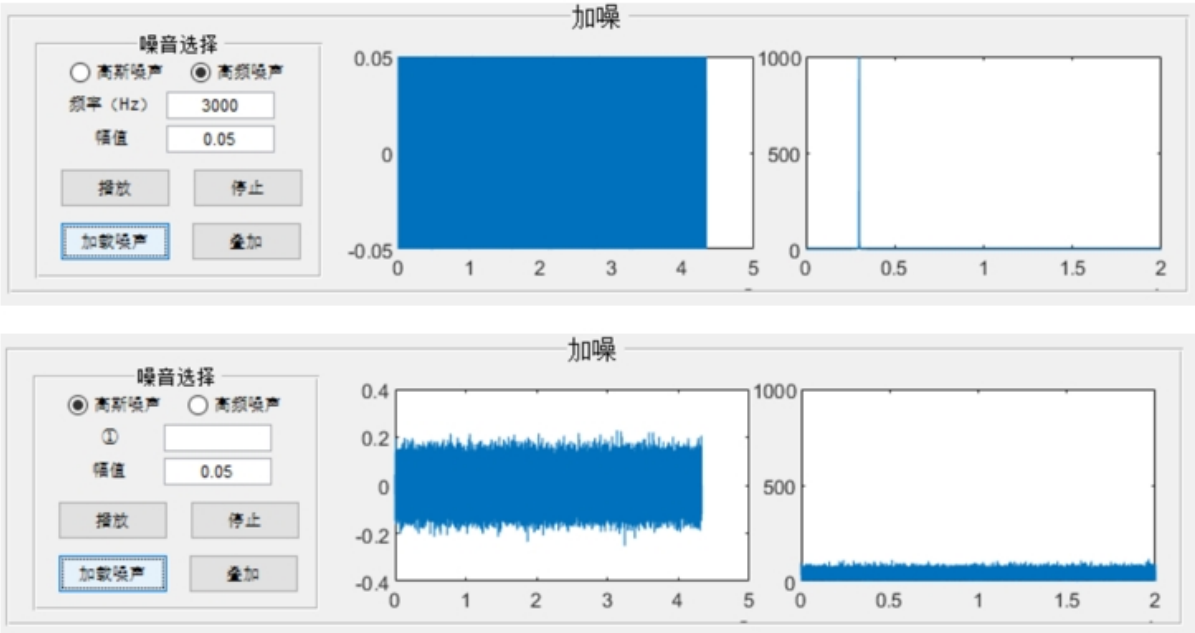 加噪
噪音选择
高斯噪声 高频噪声
频率（Hz） 3000
幅值 0.05
播放 停止
加载噪声 叠加
0.05
0
-0.05
0 1 2 3 4 5
1000
500
0
0 0.5 1 1.5 2
加噪
噪音选择
高斯噪声 高频噪声
①
幅值 0.05
播放 停止
加载噪声 叠加
0.4
0.2
0
-0.2
-0.4
0 1 2 3 4 5
1000
500
0
0 0.5 1 1.5 2